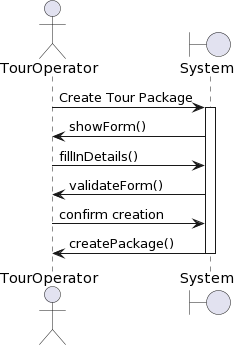 TourOperator
System
Create Tour Package
showForm()
fillInDetails()
validateForm()
confirm creation
createPackage()
TourOperator
System